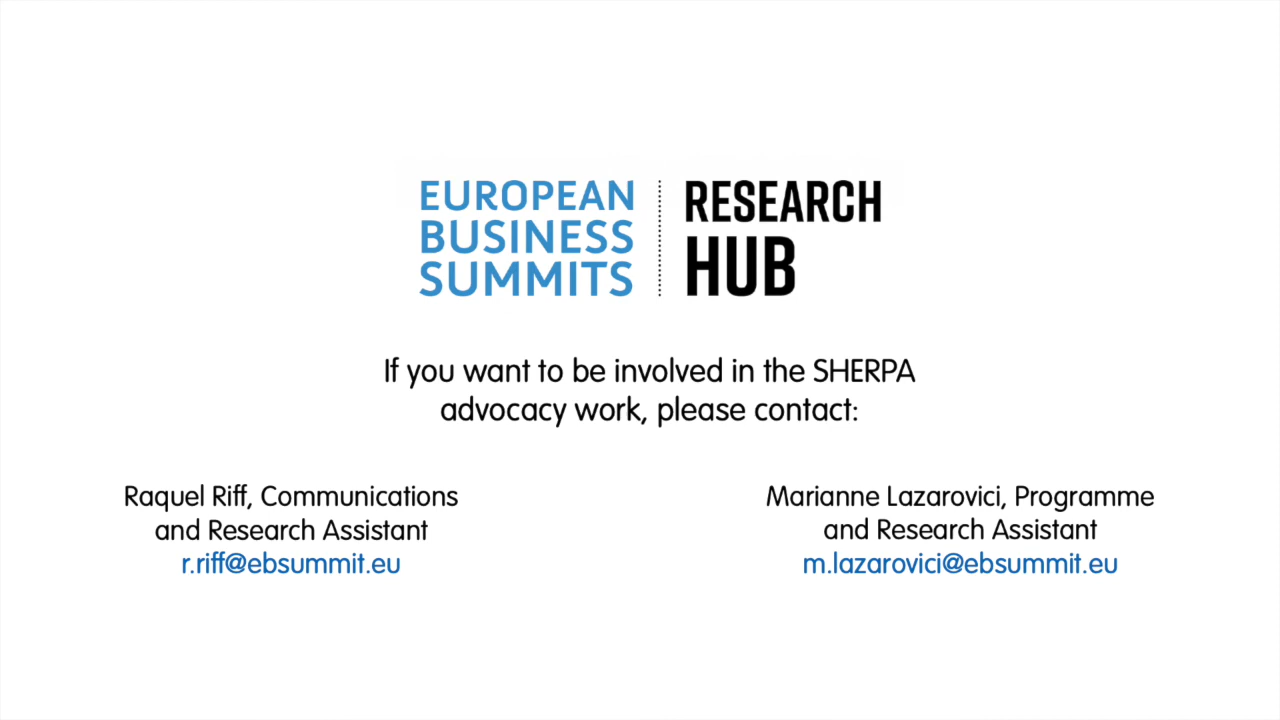 EUROPEAN
BUSINESS
SUMMITS
RESEARCH
HUB
If you want to be involved in the SHERPA
advocacy work, please contact:
Raquel Riff, Communications
and Research Assistant
r.riff@ebsummit.eu
Marianne Lazarovici, Programme
and Research Assistant
m.lazarovici@ebsummit.eu